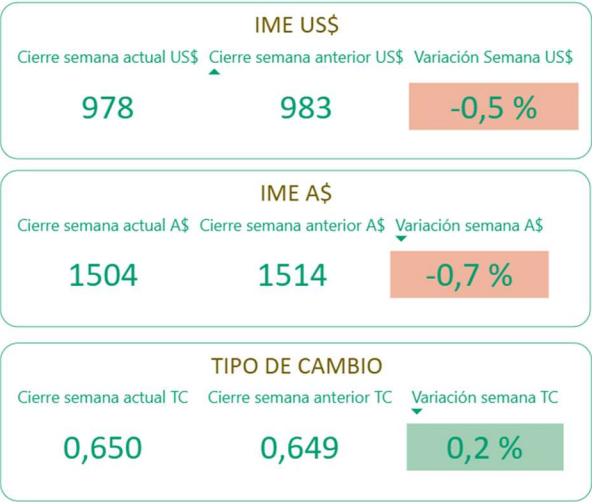 IME US$
Cierre semana actual US$ Cierre semana anterior US$ Variación Semana US$
978 983 -0,5 %
IME A$
Cierre semana actual A$ Cierre semana anterior A$ Variación semana A$
1504 1514 -0,7 %
TIPO DE CAMBIO
Cierre semana actual TC Cierre semana anterior TC Variación semana TC
0,650 0,649 0,2 %